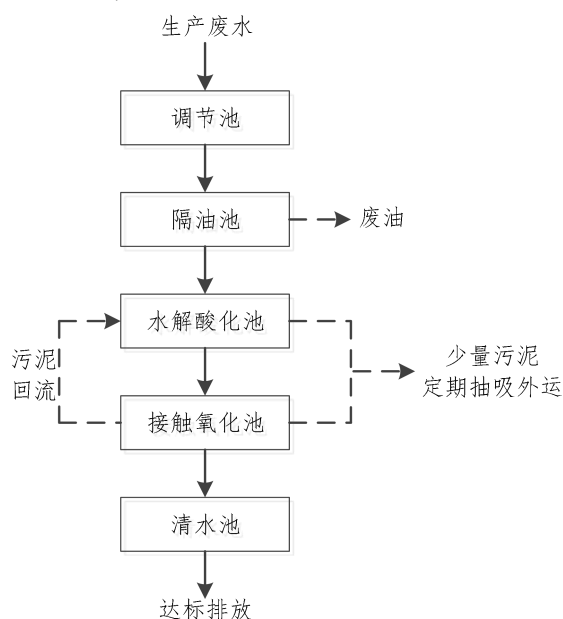 生产废水
调节池
隔油池
废油
水解酸化池
污泥
回流
少量污泥
定期抽吸外运
接触氧化池
清水池
达标排放